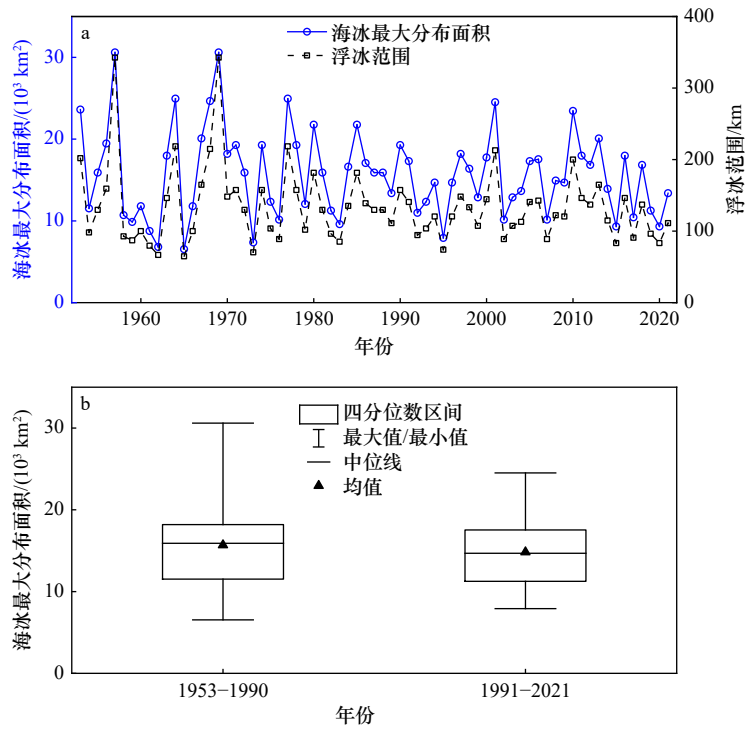 a
海冰最大分布面积
浮冰范围
海冰最大分布面积/(10³ km²)
30
20
10
0
400
300
200
100
0
浮冰范围/km
1960 1970 1980 1990 2000 2010 2020
年份
b
四分位数区间
最大值/最小值
中位线
均值
海冰最大分布面积/(10³ km²)
30
20
10
0
1953−1990 1991−2021
年份